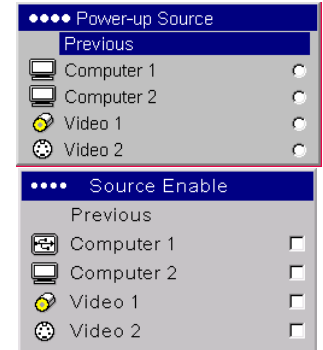 Power-up Source
Previous
Computer 1
Computer 2
Video 1
Video 2
Source Enable
Previous
Computer 1
Computer 2
Video 1
Video 2